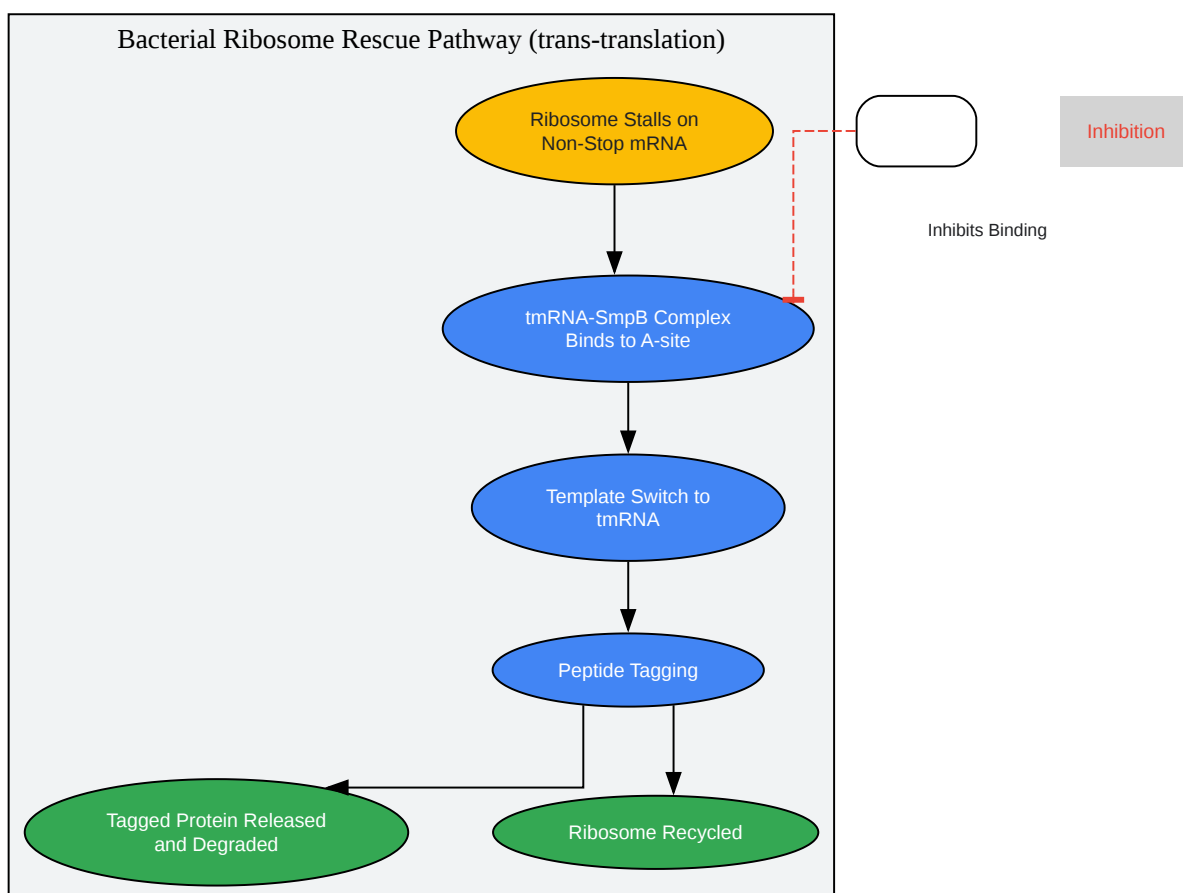 Bacterial Ribosome Rescue Pathway (trans-translation)
Ribosome Stalls on
Non-Stop mRNA
Inhibition
Inhibits Binding
tmRNA-SmpB Complex
Binds to A-site
Template Switch to
tmRNA
Peptide Tagging
Tagged Protein Released
and Degraded
Ribosome Recycled